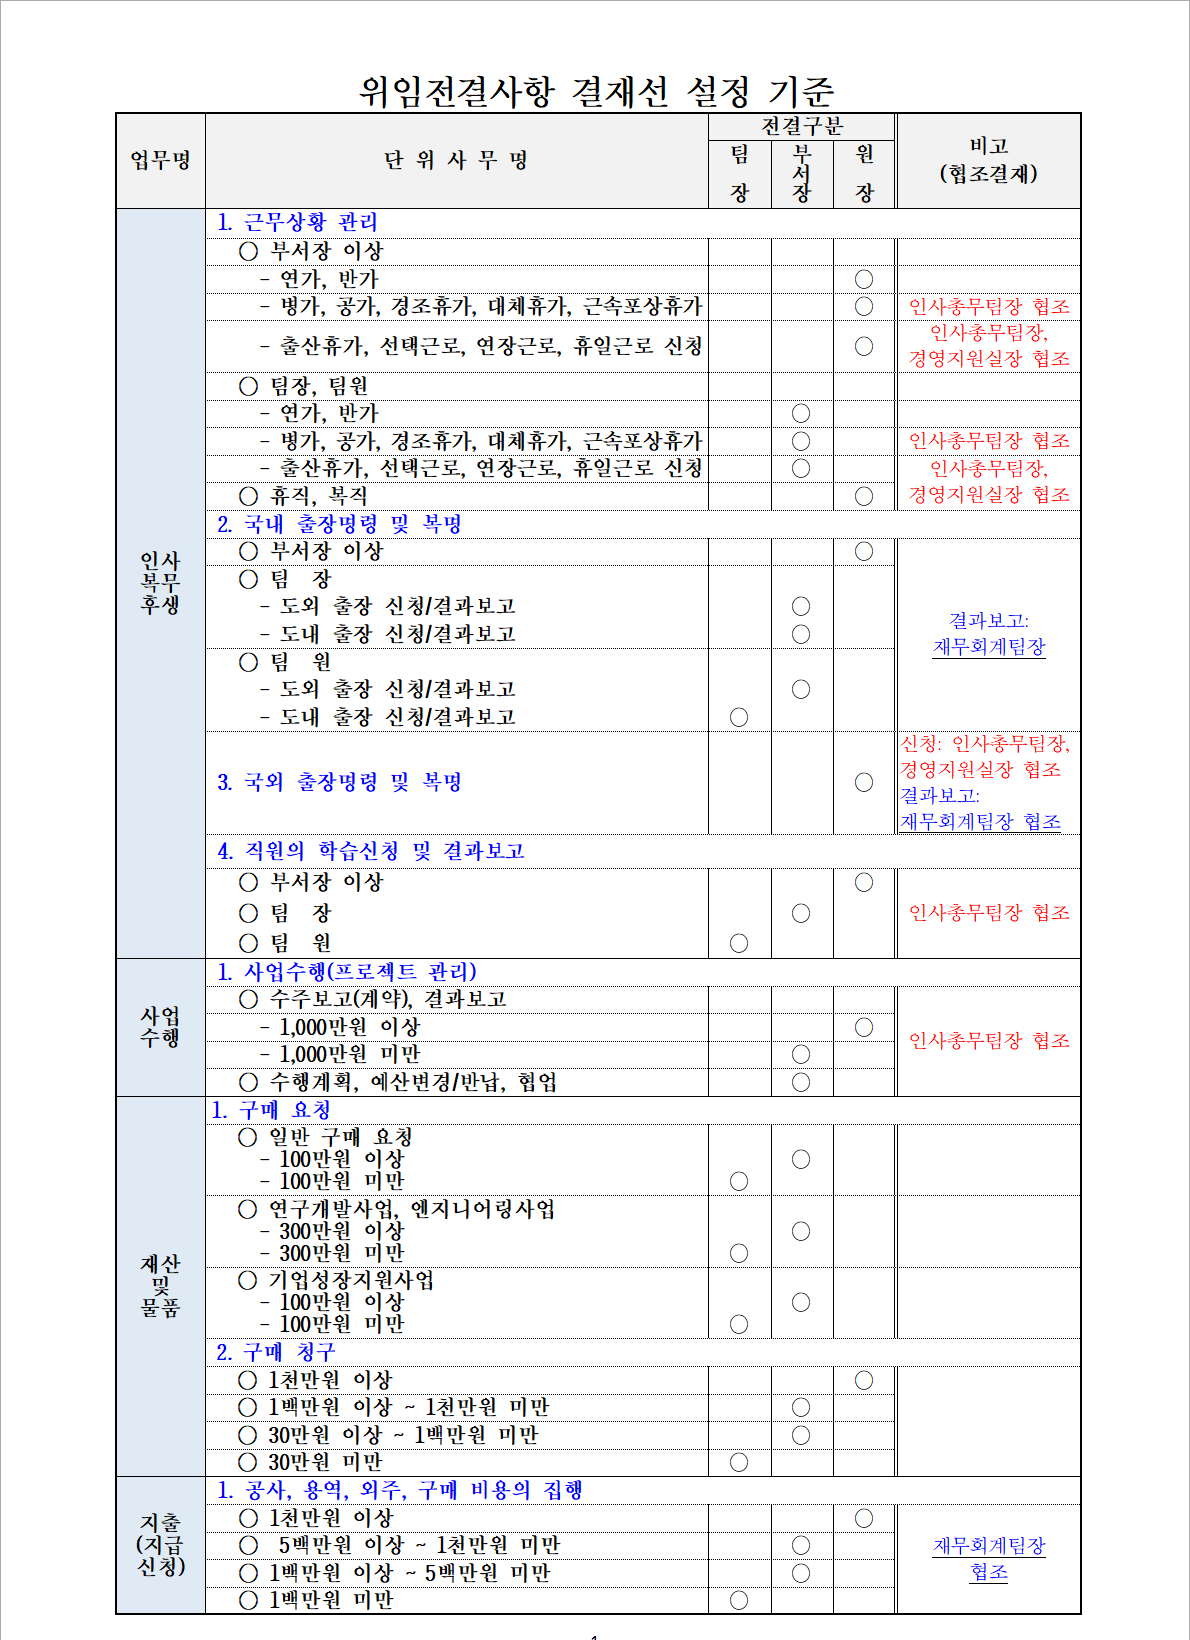 위임전결사항 결재선 설정 기준
업무명
단 위 사 무 명
전결구분
팀
장
부
서
장
원
장
비고
(협조결재)
인사
복무
후생
1. 근무상황 관리
○ 부서장 이상
- 연가, 반가 ○
- 병가, 공가, 경조휴가, 대체휴가, 근속포상휴가 ○ 인사총무팀장 협조
- 출산휴가, 선택근로, 연장근로, 휴일근로 신청 ○ 인사총무팀장,
경영지원실장 협조
○ 팀장, 팀원
- 연가, 반가 ○
- 병가, 공가, 경조휴가, 대체휴가, 근속포상휴가 ○ 인사총무팀장 협조
- 출산휴가, 선택근로, 연장근로, 휴일근로 신청 ○ 인사총무팀장,
○ 휴직, 복직 ○ 경영지원실장 협조
2. 국내 출장명령 및 복명
○ 부서장 이상 ○
○ 팀 장
- 도외 출장 신청/결과보고 ○
- 도내 출장 신청/결과보고 ○
결과보고:
재무회계팀장
○ 팀 원
- 도외 출장 신청/결과보고 ○
- 도내 출장 신청/결과보고 ○
3. 국외 출장명령 및 복명 ○
신청: 인사총무팀장,
경영지원실장 협조
결과보고:
재무회계팀장 협조
4. 직원의 학습신청 및 결과보고
○ 부서장 이상 ○
○ 팀 장 ○ 인사총무팀장 협조
○ 팀 원 ○
사업
수행
1. 사업수행(프로젝트 관리)
○ 수주보고(계약), 결과보고
- 1,000만원 이상 ○
인사총무팀장 협조
- 1,000만원 미만 ○
○ 수행계획, 예산변경/반납, 협업 ○
재산
및
물품
1. 구매 요청
○ 일반 구매 요청
- 100만원 이상 ○
- 100만원 미만 ○
○ 연구개발사업, 엔지니어링사업
- 300만원 이상 ○
- 300만원 미만 ○
○ 기업성장지원사업
- 100만원 이상 ○
- 100만원 미만 ○
2. 구매 청구
○ 1천만원 이상 ○
○ 1백만원 이상 ~ 1천만원 미만 ○
○ 30만원 이상 ~ 1백만원 미만 ○
○ 30만원 미만 ○
지출
(지급
신청)
1. 공사, 용역, 외주, 구매 비용의 집행
○ 1천만원 이상 ○
○ 5백만원 이상 ~ 1천만원 미만 ○ 재무회계팀장
○ 1백만원 이상 ~ 5백만원 미만 ○ 협조
○ 1백만원 미만 ○